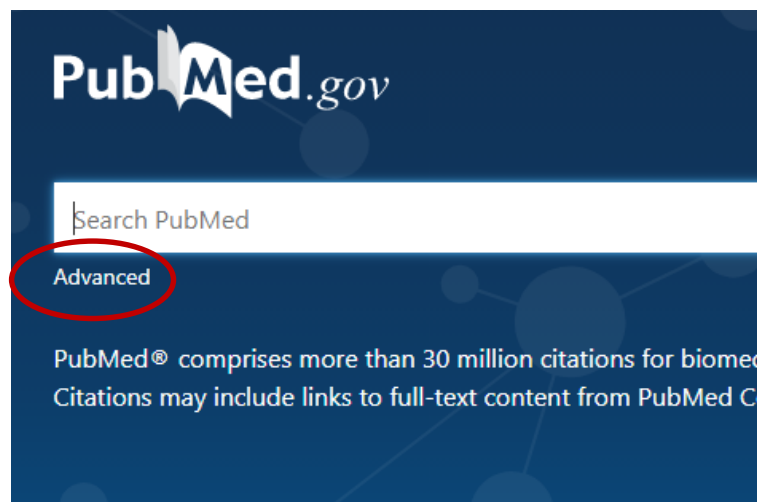 PubMed.gov
Search PubMed
Advanced
PubMed® comprises more than 30 million citations for
Citations may include links to full-text content from PubMed